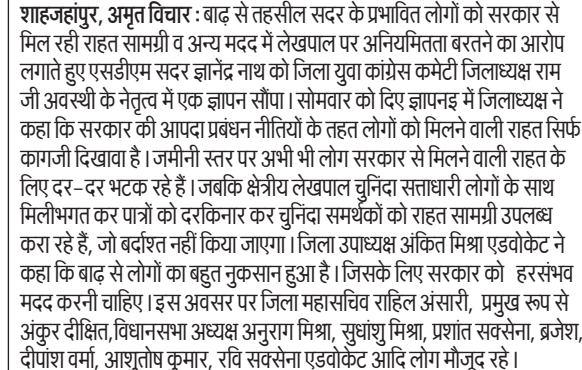 शाहजहांपुर, अमृत विचार : बाढ़ से तहसील सदर के प्रभावित लोगों को सरकार से
मिल रही राहत सामग्री व अन्य मदद में लेखपाल पर अनियमितता बरतने का आरोप
लगाते हुए एसडीएम सदर ज्ञानेंद्र नाथ को जिला युवा कांग्रेस कमेटी जिलाध्यक्ष राम
जी अवस्थी के नेतृत्व में एक ज्ञापन सौंपा। सोमवार को दिए ज्ञापनइ में जिलाध्यक्ष ने
कहा कि सरकार की आपदा प्रबंधन नीतियों के तहत लोगों को मिलने वाली राहत सिर्फ
कागजी दिखावा है। जमीनी स्तर पर अभी भी लोग सरकार से मिलने वाली राहत के
लिए दर-दर भटक रहे हैं। जबकि क्षेत्रीय लेखपाल चुनिंदा सत्ताधारी लोगों के साथ
मिलीभगत कर पात्रों को दरकिनार कर चुनिंदा समर्थकों को राहत सामग्री उपलब्ध
करा रहे हैं, जो बर्दाश्त नहीं किया जाएगा। जिला उपाध्यक्ष अंकित मिश्रा एडवोकेट ने
कहा कि बाढ़ से लोगों का बहुत नुकसान हुआ है। जिसके लिए सरकार को हरसंभव
मदद करनी चाहिए। इस अवसर पर जिला महासचिव राहिल अंसारी, प्रमुख रूप से
अंकुर दीक्षित,विधानसभा अध्यक्ष अनुराग मिश्रा, सुधांशु मिश्रा, प्रशांत सक्सेना, ब्रजेश,
दीपांश वर्मा, आशुतोष कुमार, रवि सक्सेना एडवोकेट आदि लोग मौजूद रहे।